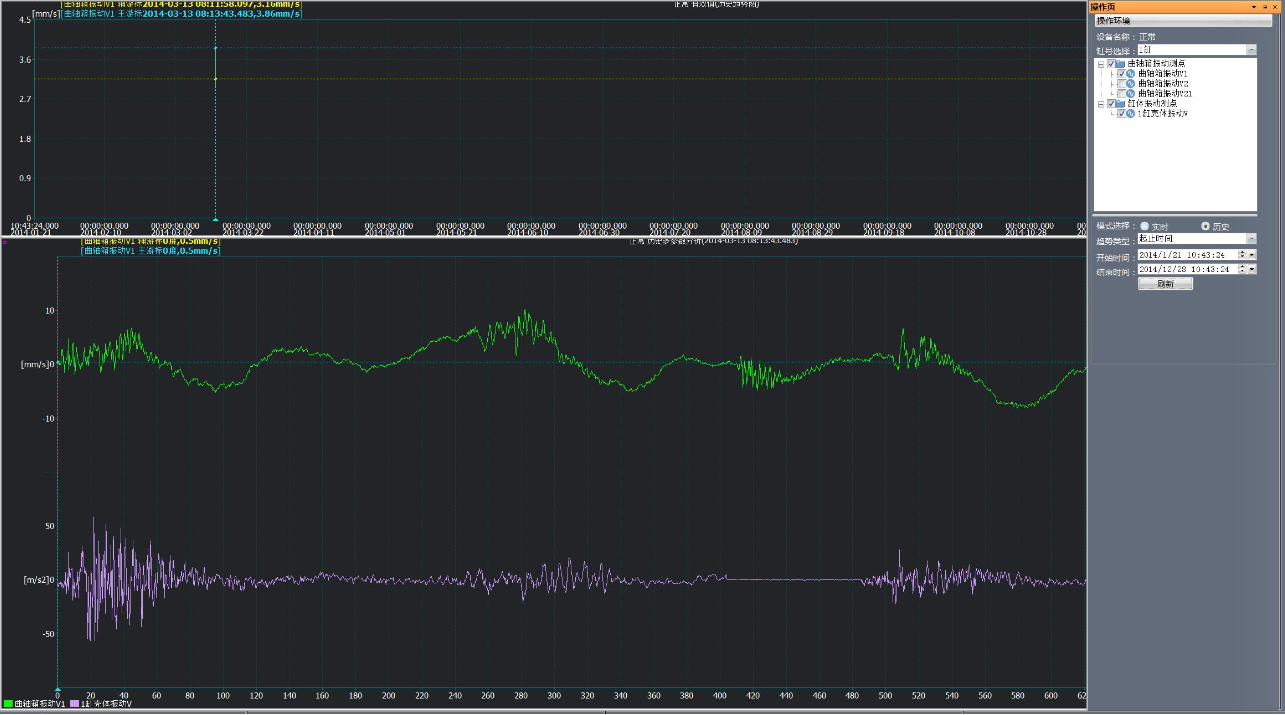 [曲轴箱振动V1 辅游标2014-03-13 08:11:58.097,3.16mm/s]
[mm/s][曲轴箱振动V1 主游标2014-03-13 08:13:43.483,3.86mm/s]
正常 有效值(历史趋势图)
4.5
3.6
2.7
1.8
0.9
0
10:43:24.000 00:00:00.000 00:00:00.000 00:00:00.000 00:00:00.000 00:00:00.000 00:00:00.000 00:00:00.000 00:00:00.000 00:00:00.000 00:00:00.000 00:00:00.000 00:00:00.000 00:00:00.000 00:00:00.000
2014-01-21 2014-02-10 2014-03-02 2014-03-22 2014-04-11 2014-05-01 2014-05-21 2014-06-10 2014-06-30 2014-07-20 2014-08-09 2014-08-29 2014-09-18 2014-10-08 2014-10-28
[曲轴箱振动V1 辅游标0度,0.5mm/s]
[曲轴箱振动V1 主游标0度,0.5mm/s]
正常 历史多参数分析(2014-03-13 08:13:43.483)
10
[mm/s]0
-10
50
[m/s2]0
-50
0 20 40 60 80 100 120 140 160 180 200 220 240 260 280 300 320 340 360 380 400 420 440 460 480 500 520 540 560 580 600 62
曲轴箱振动V1 1缸壳体振动V
操作页
操作环境
设备名称：正常
缸号选择：1缸
曲轴箱振动测点
曲轴箱振动V1
曲轴箱振动V2
曲轴箱振动V21
缸体振动测点
1缸壳体振动V
模式选择： 实时 历史
趋势类型：起止时间
开始时间：2014/1/21 10:43:24
结束时间：2014/12/28 10:43:24
刷新